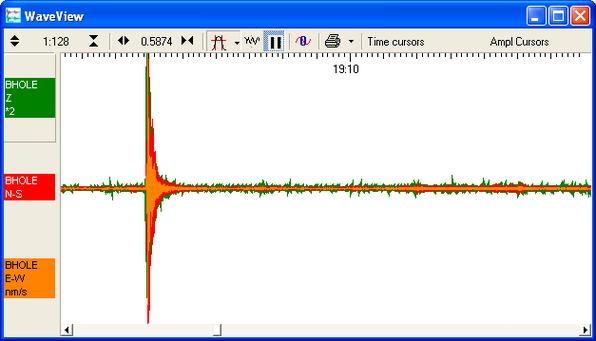 WaveView
1:128 0.5874 Time cursors Ampl Cursors
19:10
BHOLE
Z
*2
BHOLE
N-S
BHOLE
E-W
nm/s